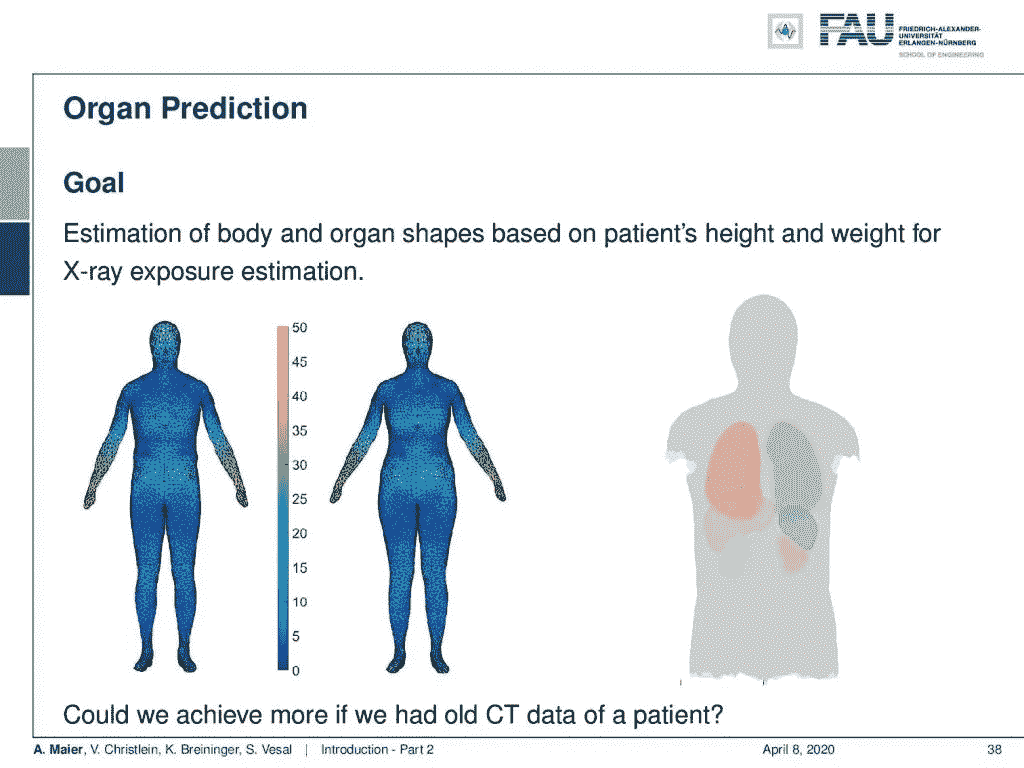 FAU
FRIEDRICH-ALEXANDER-
UNIVERSITÄT
ERLANGEN-NÜRNBERG
SCHOOL OF ENGINEERING
Organ Prediction
Goal
Estimation of body and organ shapes based on patient's height and weight for
X-ray exposure estimation.
50
45
40
35
30
25
20
15
10
5
0
Could we achieve more if we had old CT data of a patient?
A. Maier, V. Christlein, K. Breininger, S. Vesal | Introduction - Part 2 April 8, 2020 38